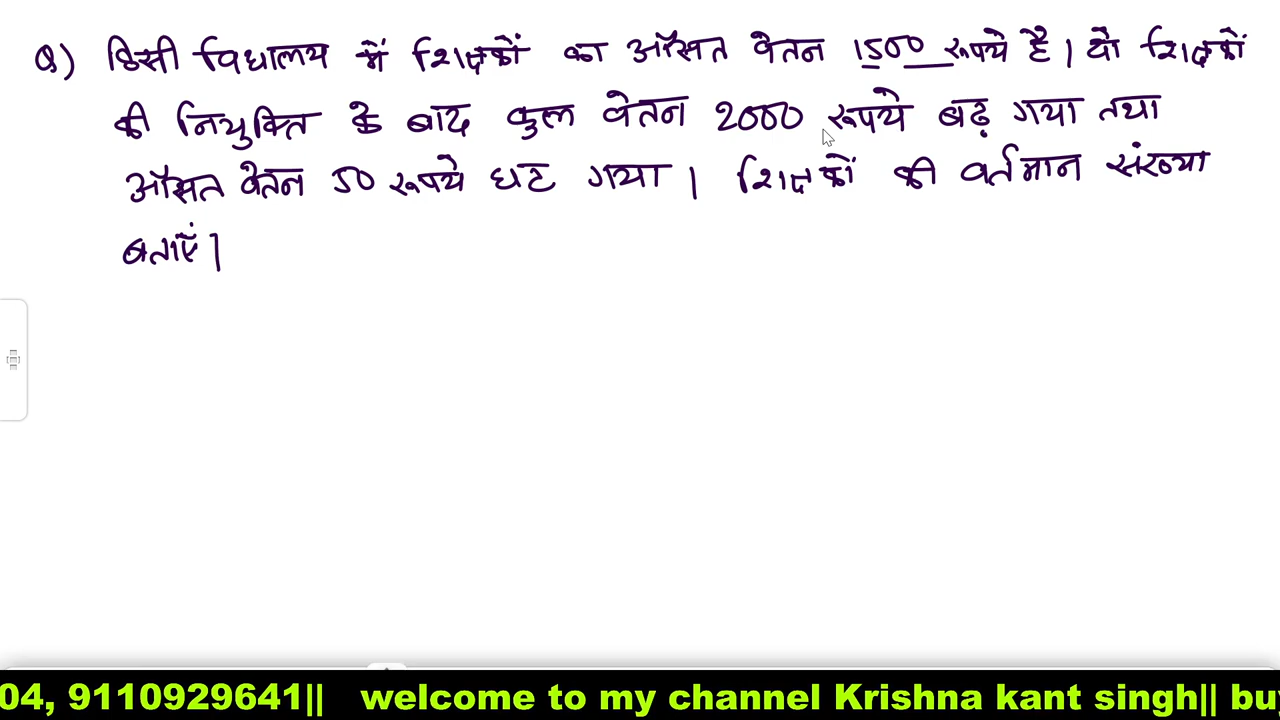 Q) किसी विद्यालय में शिक्षकों का औसत वेतन 1500 रूपये है। दो शिक्षकों
की नियुक्ति के बाद कुल वेतन 2000 रूपये बढ़ गया तथा
औसत वेतन 50 रूपये घट गया। शिक्षकों की वर्तमान संख्या
बताएँ।
04, 9110929641|| welcome to my channel Krishna kant singh|| bu